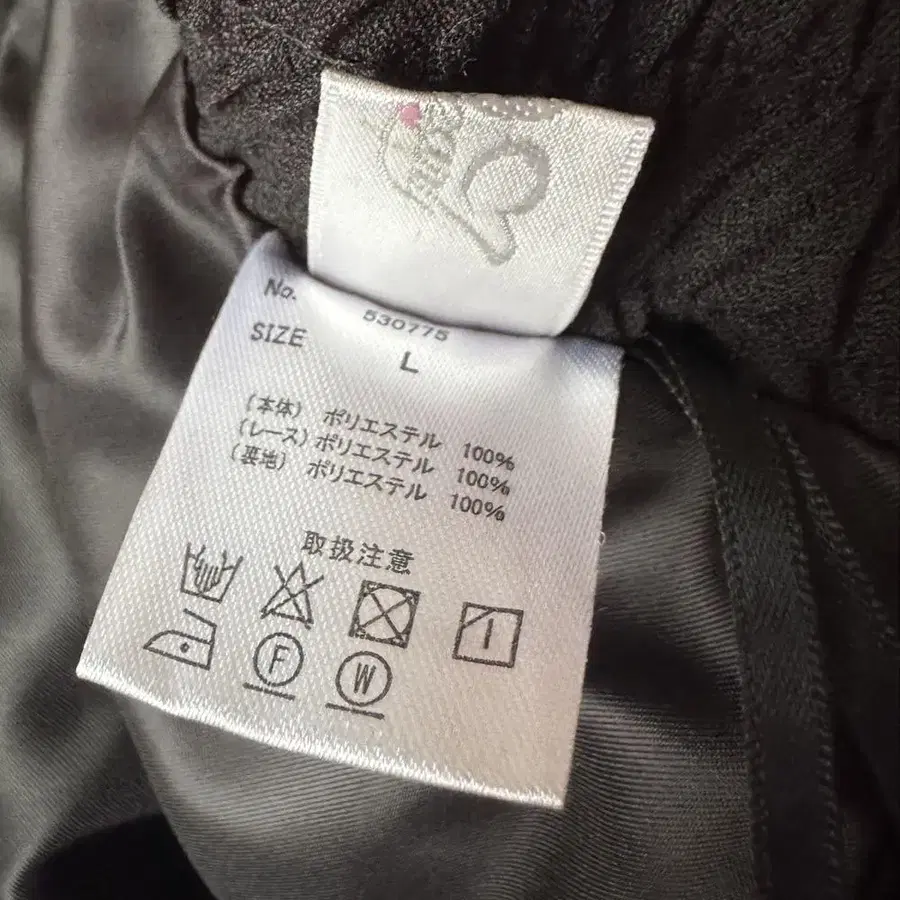 No. 530775
SIZE L
(本体) ポリエステル 100%
(レース) ポリエステル 100%
(裏地) ポリエステル 100%
取扱注意
F W